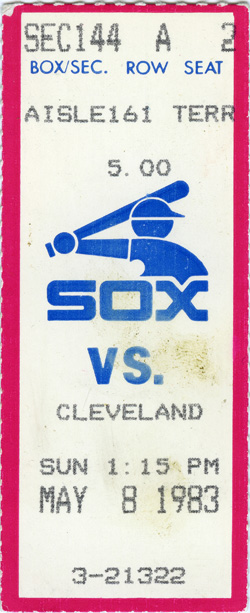 SEC144 A 2
BOX/SEC. ROW SEAT
AISLE161 TERR
5.00
SOX
VS.
CLEVELAND
SUN 1:15 PM
MAY 8 1983
3-21322